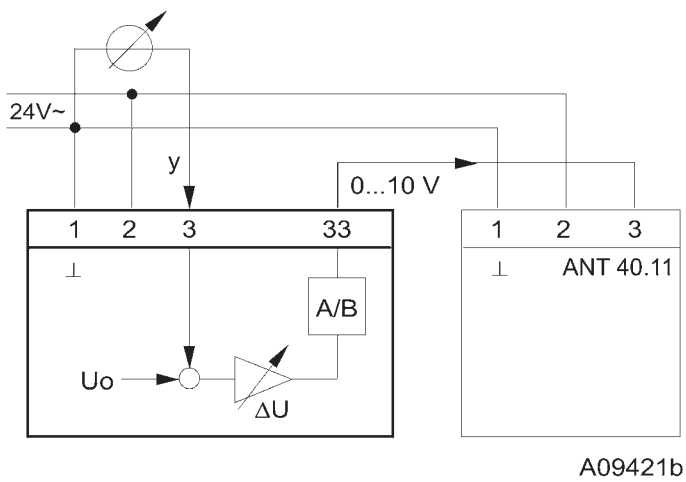 24V~
y
0...10 V
1 2 3 33
1 2 3
⊥
⊥ ANT 40.11
A/B
Uo
ΔU
A09421b